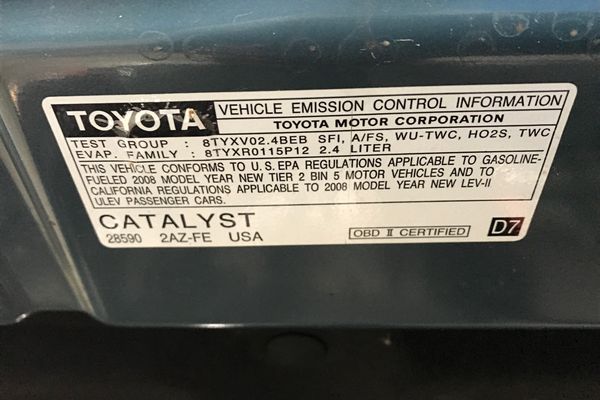 TOYOTA VEHICLE EMISSION CONTROL INFORMATION
TOYOTA MOTOR CORPORATION
TEST GROUP : 8TYXV02.4BEB SFI, A/FS, WU-TWC, HO2S, TWC
EVAP. FAMILY : 8TYXR0115P12 2.4 LITER
THIS VEHICLE CONFORMS TO U.S. EPA REGULATIONS APPLICABLE TO GASOLINE-
FUELED 2008 MODEL YEAR NEW TIER 2 BIN 5 MOTOR VEHICLES AND TO
CALIFORNIA REGULATIONS APPLICABLE TO 2008 MODEL YEAR NEW LEV-II
ULEV PASSENGER CARS.
CATALYST
28590 2AZ-FE USA OBD II CERTIFIED D7